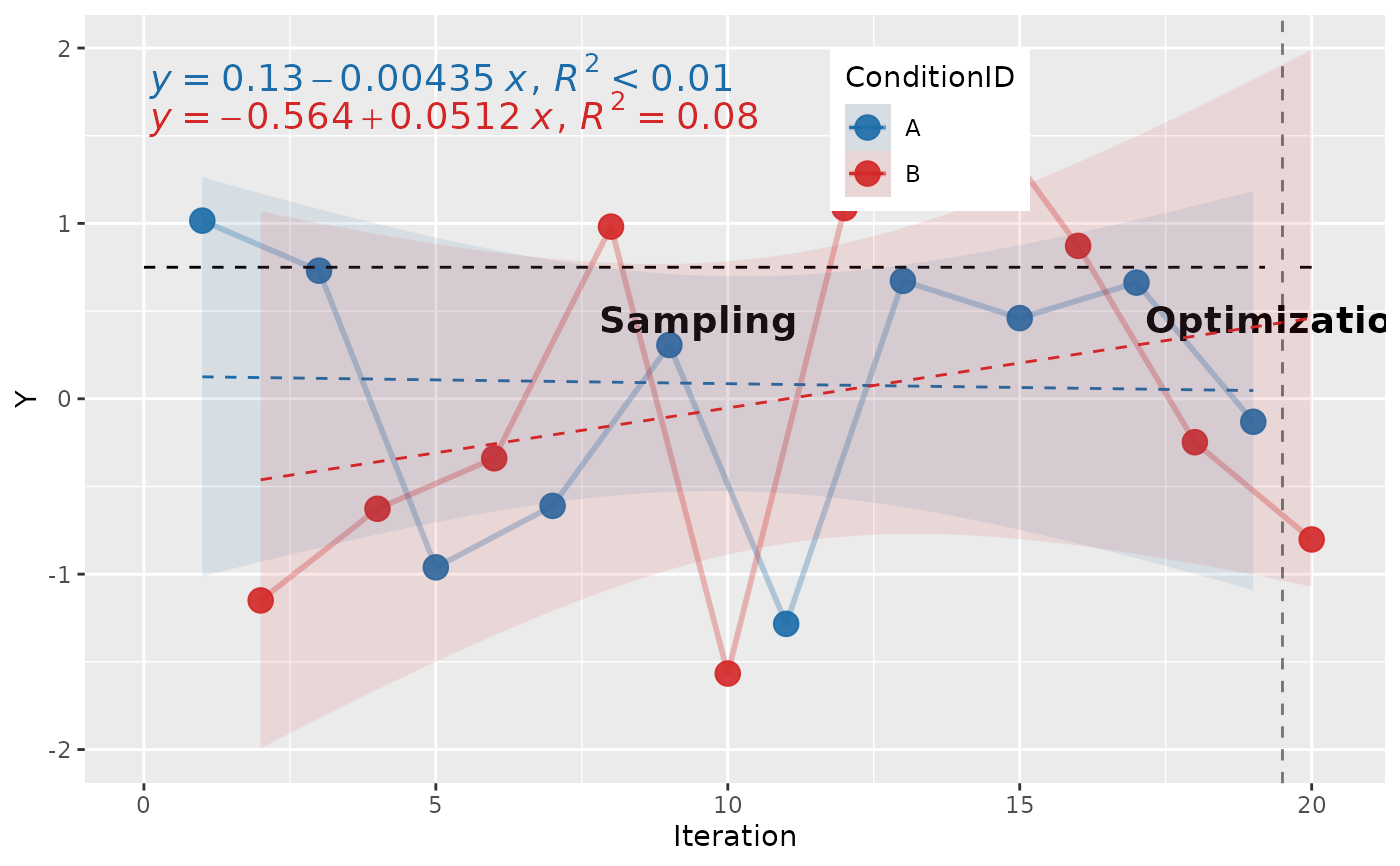 y = 0.13 − 0.00435 x, R² < 0.01
y = −0.564 + 0.0512 x, R² = 0.08
ConditionID
A
B
Sampling
Optimizatio
Y
2
1
0
-1
-2
0 5 10 15 20
Iteration